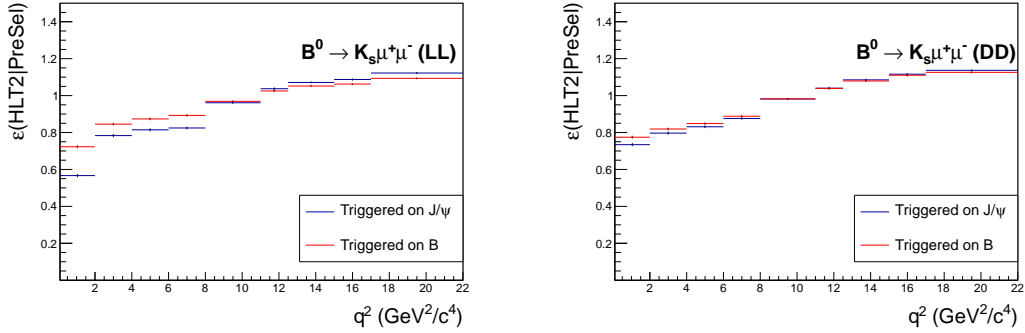 ε(HLT2|PreSel)
1.4
1.2
1
0.8
0.6
0.4
0.2
B⁰ → Kₛμ⁺μ⁻ (LL)
Triggered on J/ψ
Triggered on B
2 4 6 8 10 12 14 16 18 20 22
q² (GeV²/c⁴)
ε(HLT2|PreSel)
1.4
1.2
1
0.8
0.6
0.4
0.2
B⁰ → Kₛμ⁺μ⁻ (DD)
Triggered on J/ψ
Triggered on B
2 4 6 8 10 12 14 16 18 20 22
q² (GeV²/c⁴)